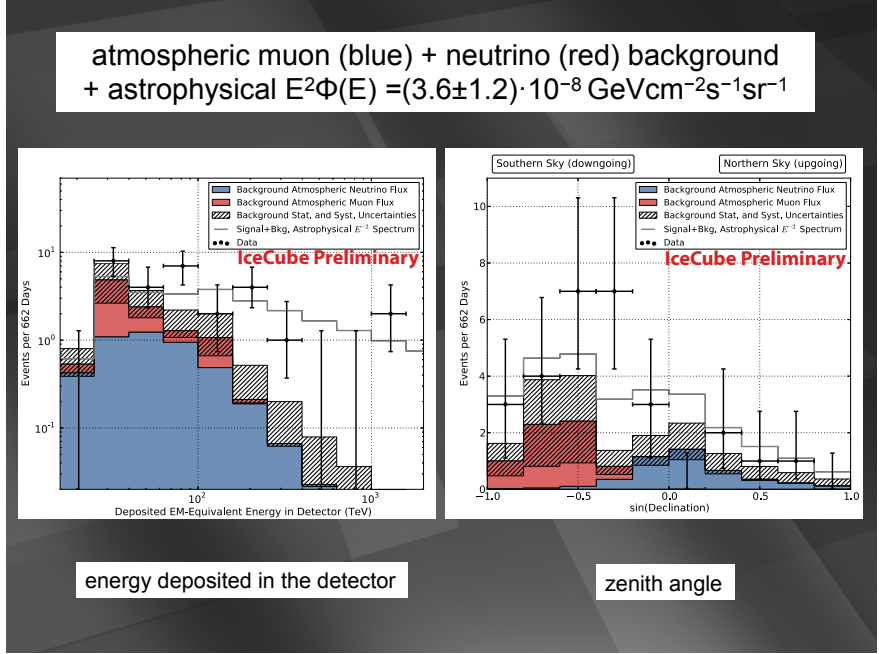 atmospheric muon (blue) + neutrino (red) background
+ astrophysical E²Φ(E) =(3.6±1.2)·10⁻⁸ GeVcm⁻²s⁻¹sr⁻¹
Background Atmospheric Neutrino Flux
Background Atmospheric Muon Flux
Background Stat, and Syst, Uncertainties
Signal+Bkg, Astrophysical E⁻² Spectrum
Data
IceCube Preliminary
Events per 662 Days
10¹
10⁰
10⁻¹
10²
10³
Deposited EM-Equivalent Energy in Detector (TeV)
Southern Sky (downgoing)
Northern Sky (upgoing)
Background Atmospheric Neutrino Flux
Background Atmospheric Muon Flux
Background Stat, and Syst, Uncertainties
Signal+Bkg, Astrophysical E⁻² Spectrum
Data
IceCube Preliminary
Events per 662 Days
10
8
6
4
2
0
−1.0 −0.5 0.0 0.5 1.0
sin(Declination)
energy deposited in the detector
zenith angle